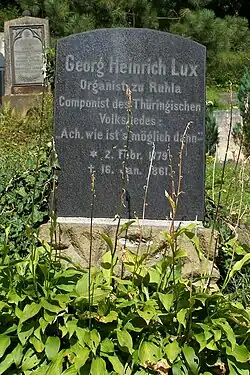 Georg Heinrich Lux
Organist zu Ruhla
Componist des Thüringischen
Volksliedes:
„Ach, wie ist's möglich dann“
* 2. Febr. 1779.
† 16. Jan. 1861.